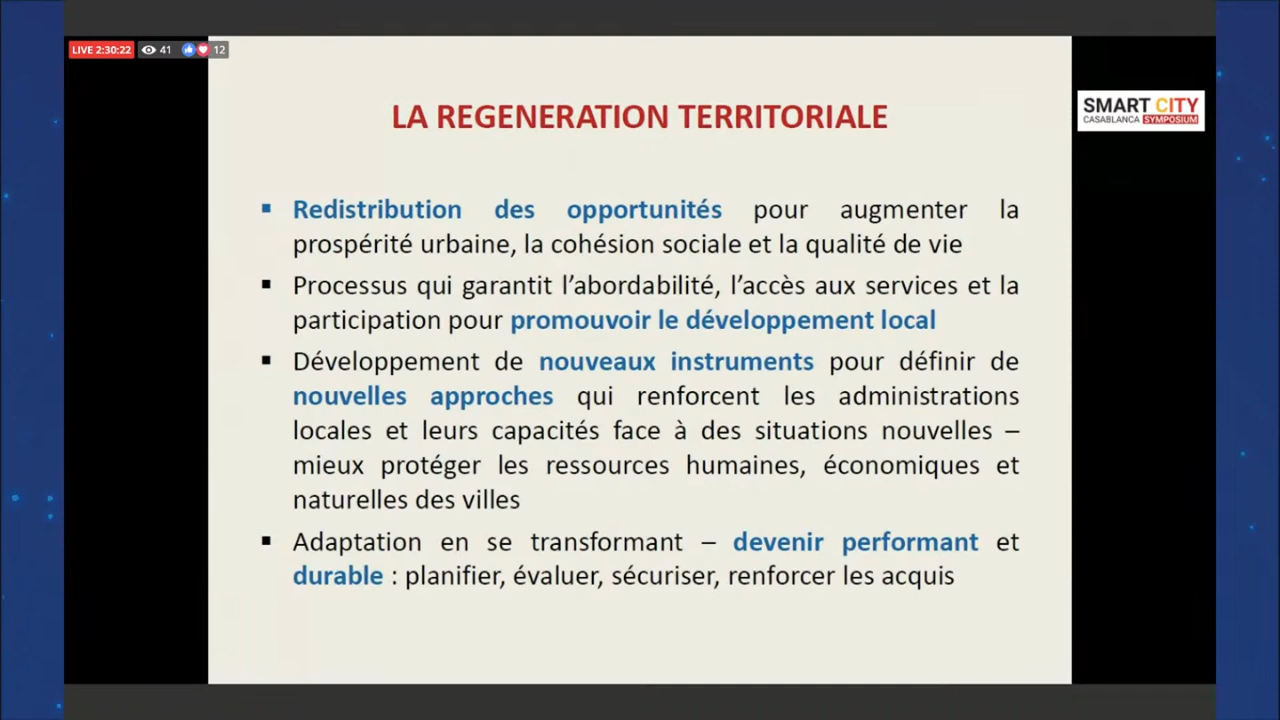 LIVE 2:30:22 41 12
LA REGENERATION TERRITORIALE
SMART CITY
CASABLANCA SYMPOSIUM
▪ Redistribution des opportunités pour augmenter la
prospérité urbaine, la cohésion sociale et la qualité de vie
▪ Processus qui garantit l’abordabilité, l’accès aux services et la
participation pour promouvoir le développement local
▪ Développement de nouveaux instruments pour définir de
nouvelles approches qui renforcent les administrations
locales et leurs capacités face à des situations nouvelles –
mieux protéger les ressources humaines, économiques et
naturelles des villes
▪ Adaptation en se transformant – devenir performant et
durable : planifier, évaluer, sécuriser, renforcer les acquis